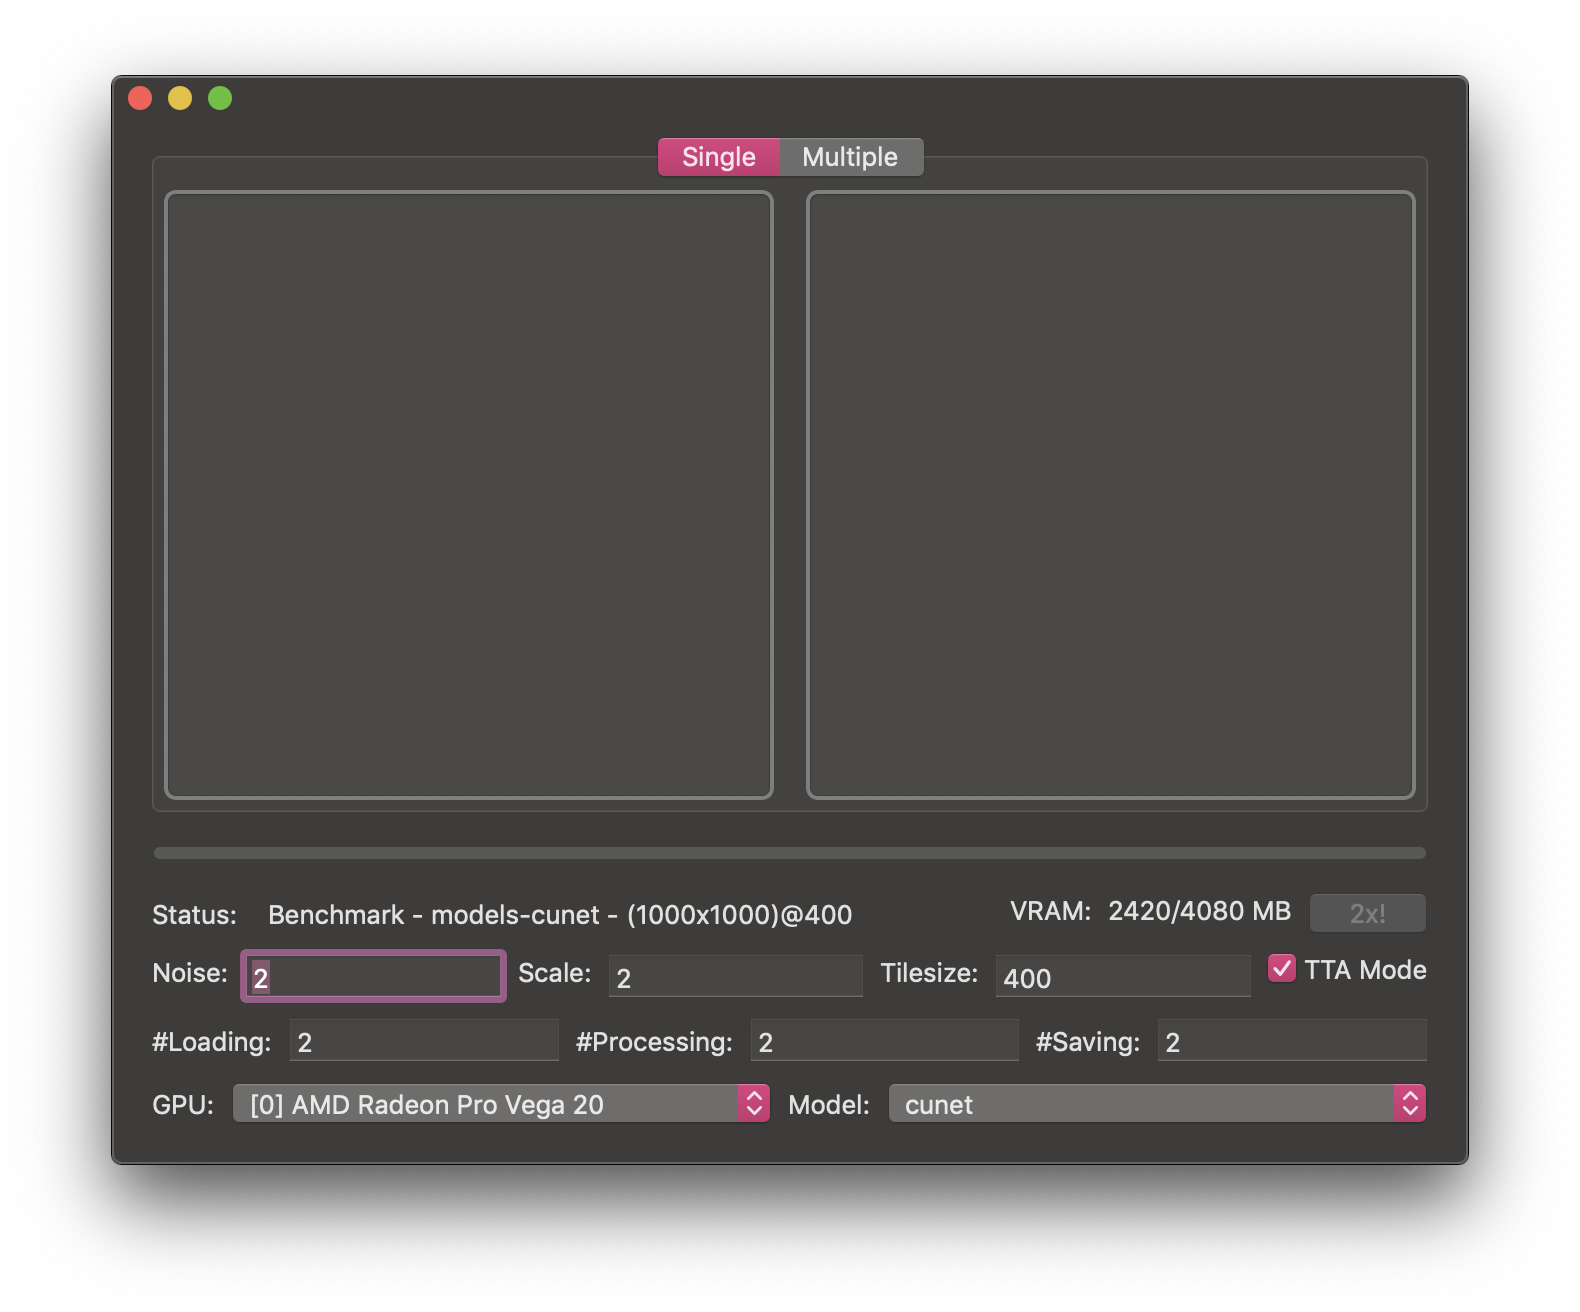 Single Multiple
Status: Benchmark - models-cunet - (1000x1000)@400 VRAM: 2420/4080 MB 2x!
Noise: 2 Scale: 2 Tilesize: 400 TTA Mode
#Loading: 2 #Processing: 2 #Saving: 2
GPU: [0] AMD Radeon Pro Vega 20 Model: cunet